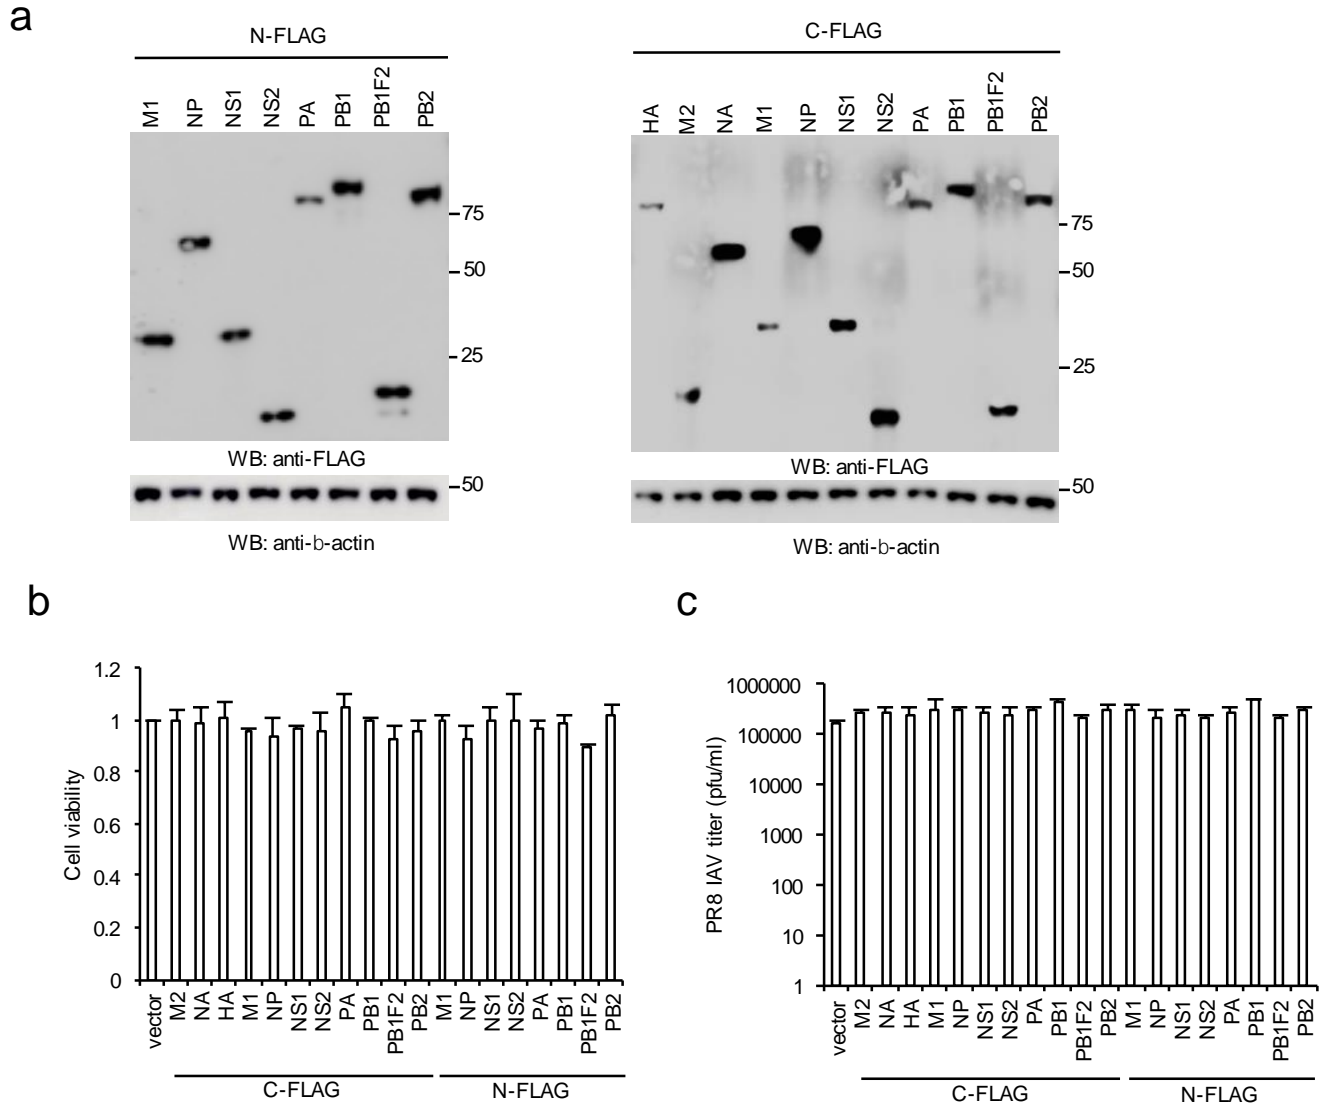 a
N-FLAG
M1 NP NS1 NS2 PA PB1 PB1F2 PB2
75
50
25
WB: anti-FLAG
50
WB: anti-b-actin
C-FLAG
HA M2 NA M1 NP NS1 NS2 PA PB1 PB1F2 PB2
75
50
25
WB: anti-FLAG
50
WB: anti-b-actin
b
Cell viability
1.2
1
0.8
0.6
0.4
0.2
0
vector M2 NA HA M1 NP NS1 NS2 PA PB1 PB1F2 PB2 M1 NP NS1 NS2 PA PB1 PB1F2 PB2
C-FLAG N-FLAG
c
PR8 IAV titer (pfu/ml)
1000000
100000
10000
1000
100
10
1
vector M2 NA HA M1 NP NS1 NS2 PA PB1 PB1F2 PB2 M1 NP NS1 NS2 PA PB1 PB1F2 PB2
C-FLAG N-FLAG